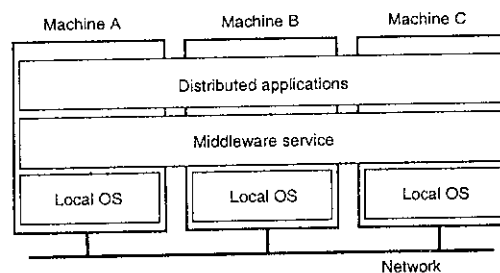 Machine A
Machine B
Machine C
Distributed applications
Middleware service
Local OS
Local OS
Local OS
Network